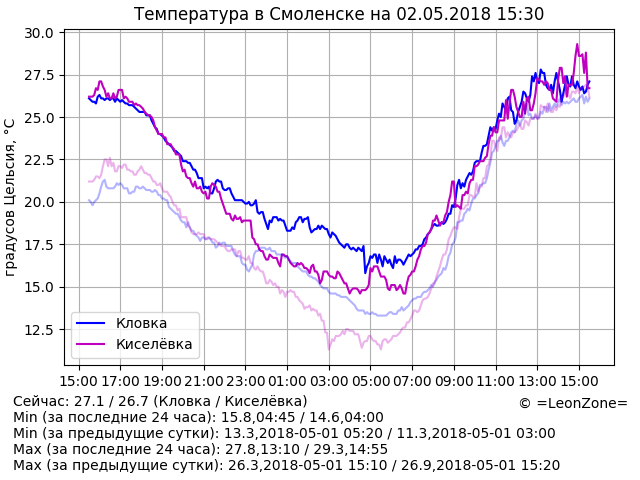 Температура в Смоленске на 02.05.2018 15:30
градусов Цельсия, °C
30.0
27.5
25.0
22.5
20.0
17.5
15.0
12.5
Кловка
Киселёвка
15:00 17:00 19:00 21:00 23:00 01:00 03:00 05:00 07:00 09:00 11:00 13:00 15:00
Сейчас: 27.1 / 26.7 (Кловка / Киселёвка)
© =LeonZone=
Min (за последние 24 часа): 15.8,04:45 / 14.6,04:00
Min (за предыдущие сутки): 13.3,2018-05-01 05:20 / 11.3,2018-05-01 03:00
Max (за последние 24 часа): 27.8,13:10 / 29.3,14:55
Max (за предыдущие сутки): 26.3,2018-05-01 15:10 / 26.9,2018-05-01 15:20